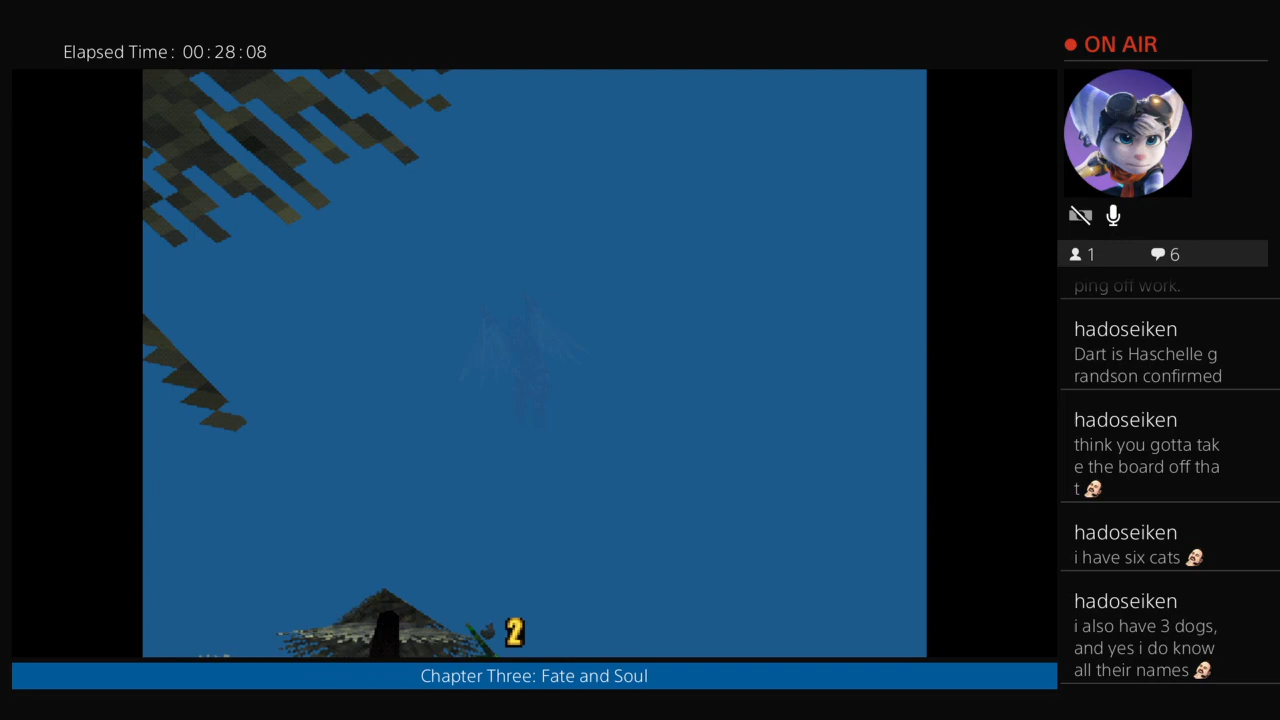 Elapsed Time: 00:28:08
ON AIR
1
6
ping off work.
hadoseiken
Dart is Haschelle g
randson confirmed
hadoseiken
think you gotta tak
e the board off tha
t
hadoseiken
i have six cats
hadoseiken
i also have 3 dogs,
and yes i do know
all their names
2
Chapter Three: Fate and Soul